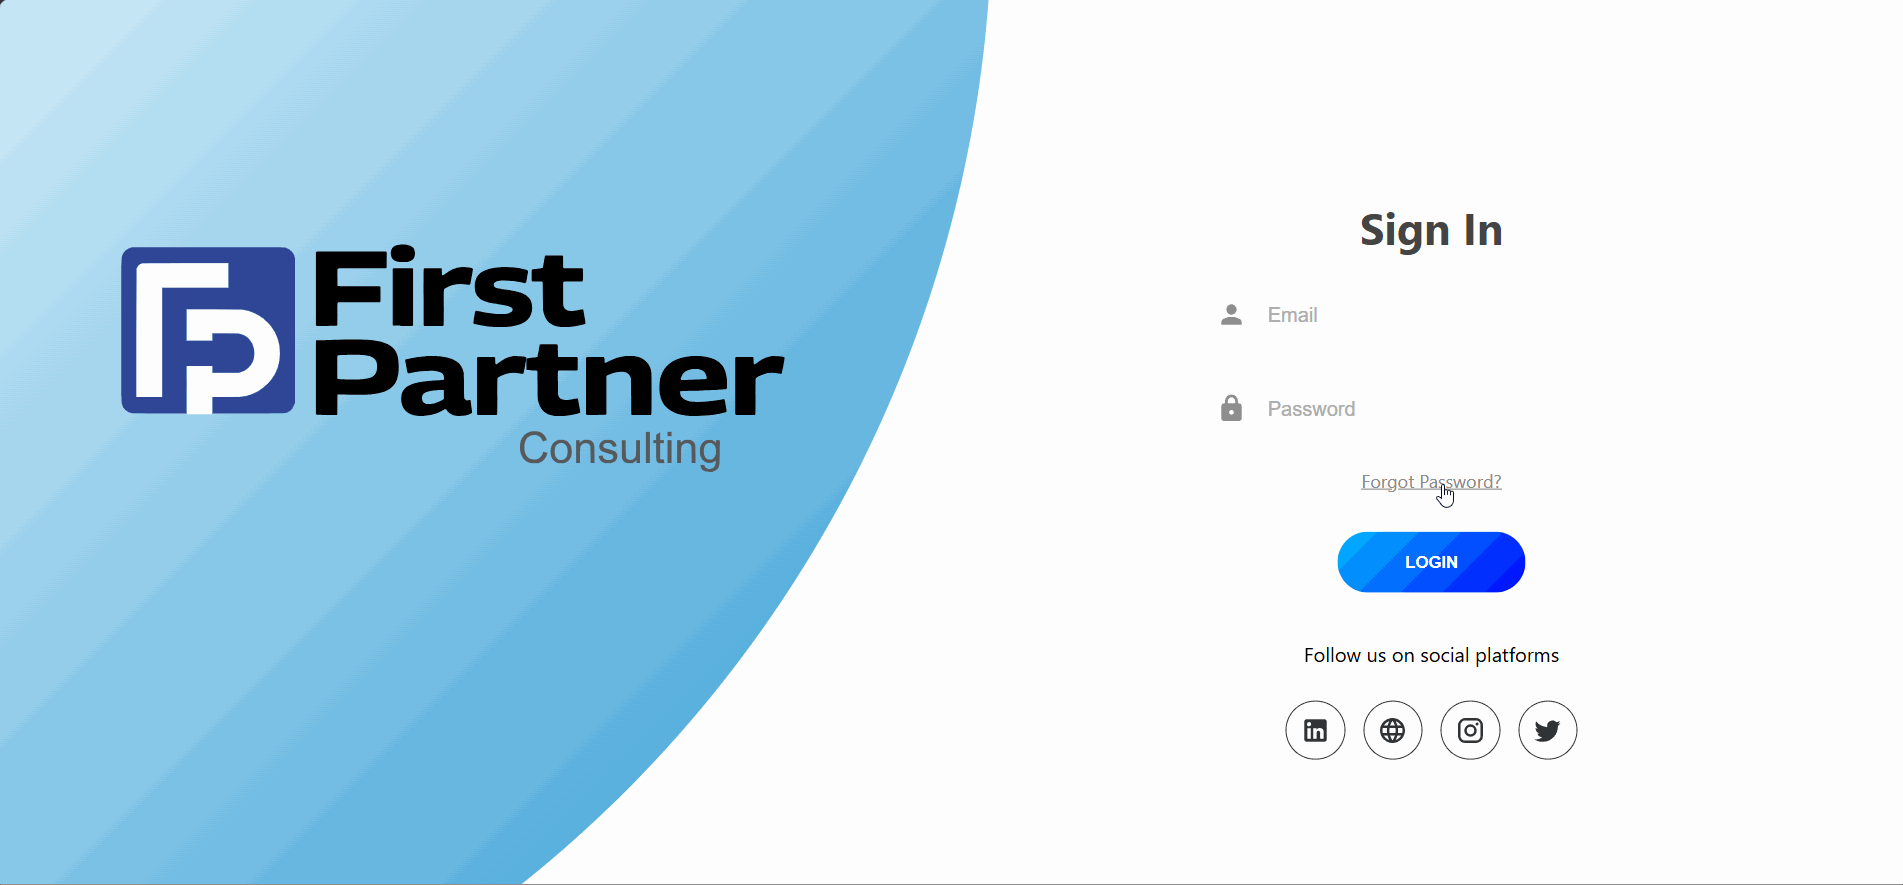 First
Partner
Consulting
Sign In
Email
Password
Forgot Password?
LOGIN
Follow us on social platforms